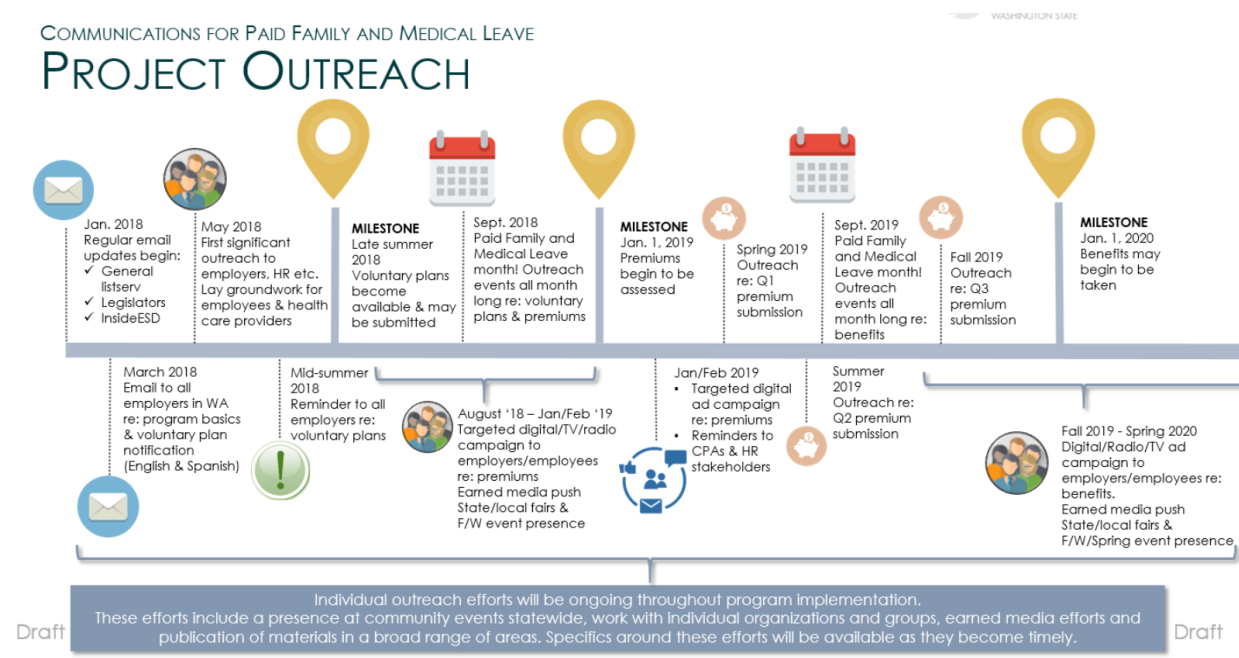 WASHINGTON STATE
COMMUNICATIONS FOR PAID FAMILY AND MEDICAL LEAVE
PROJECT OUTREACH
Jan. 2018
Regular email
updates begin:
✓ General
listserv
✓ Legislators
✓ InsideESD
May 2018
First significant
outreach to
employers, HR etc.
Lay groundwork for
employees & health
care providers
MILESTONE
Late summer
2018
Voluntary plans
become
available & may
be submitted
Sept. 2018
Paid Family and
Medical Leave
month! Outreach
events all month
long re: voluntary
plans & premiums
MILESTONE
Jan. 1, 2019
Premiums
begin to be
assessed
Spring 2019
Outreach
re: Q1
premium
submission
Sept. 2019
Paid Family
and Medical
Leave month!
Outreach
events all
month long re:
benefits
Fall 2019
Outreach
re: Q3
premium
submission
MILESTONE
Jan. 1, 2020
Benefits may
begin to be
taken
March 2018
Email to all
employers in WA
re: program basics
& voluntary plan
notification
(English & Spanish)
Mid-summer
2018
Reminder to all
employers re:
voluntary plans
August ‘18 – Jan/Feb ‘19
Targeted digital/TV/radio
campaign to
employers/employees
re: premiums
Earned media push
State/local fairs &
F/W event presence
Jan/Feb 2019
• Targeted digital
ad campaign
re: premiums
• Reminders to
CPAs & HR
stakeholders
Summer
2019
Outreach re:
Q2 premium
submission
Fall 2019 - Spring 2020
Digital/Radio/TV ad
campaign to
employers/employees re:
benefits.
Earned media push
State/local fairs &
F/W/Spring event presence
Individual outreach efforts will be ongoing throughout program implementation.
These efforts include a presence at community events statewide, work with individual organizations and groups, earned media efforts and
publication of materials in a broad range of areas. Specifics around these efforts will be available as they become timely.
Draft
Draft